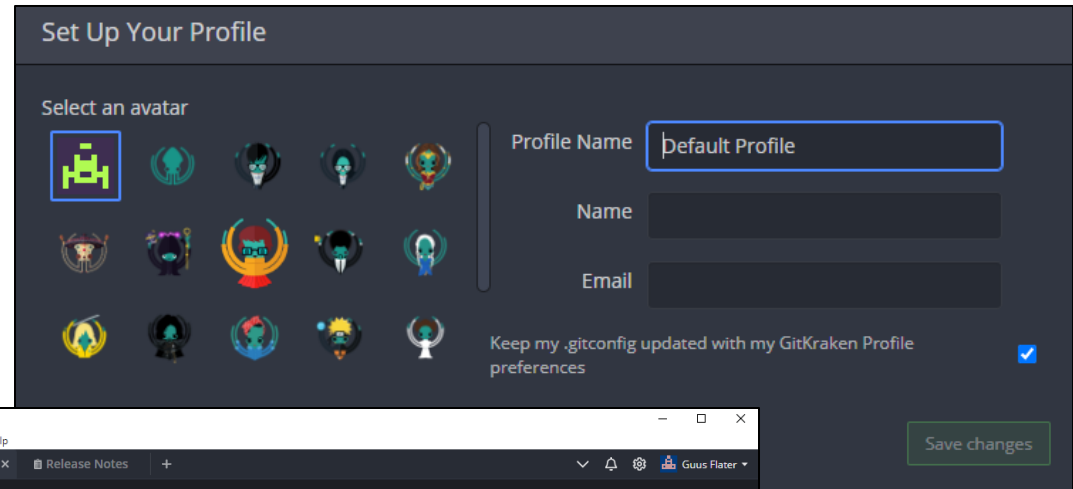 Set Up Your Profile
Select an avatar
Profile Name
Default Profile
Name
Email
Keep my .gitconfig updated with my GitKraken Profile
preferences
Save changes
lp
Release Notes
Guus Flater